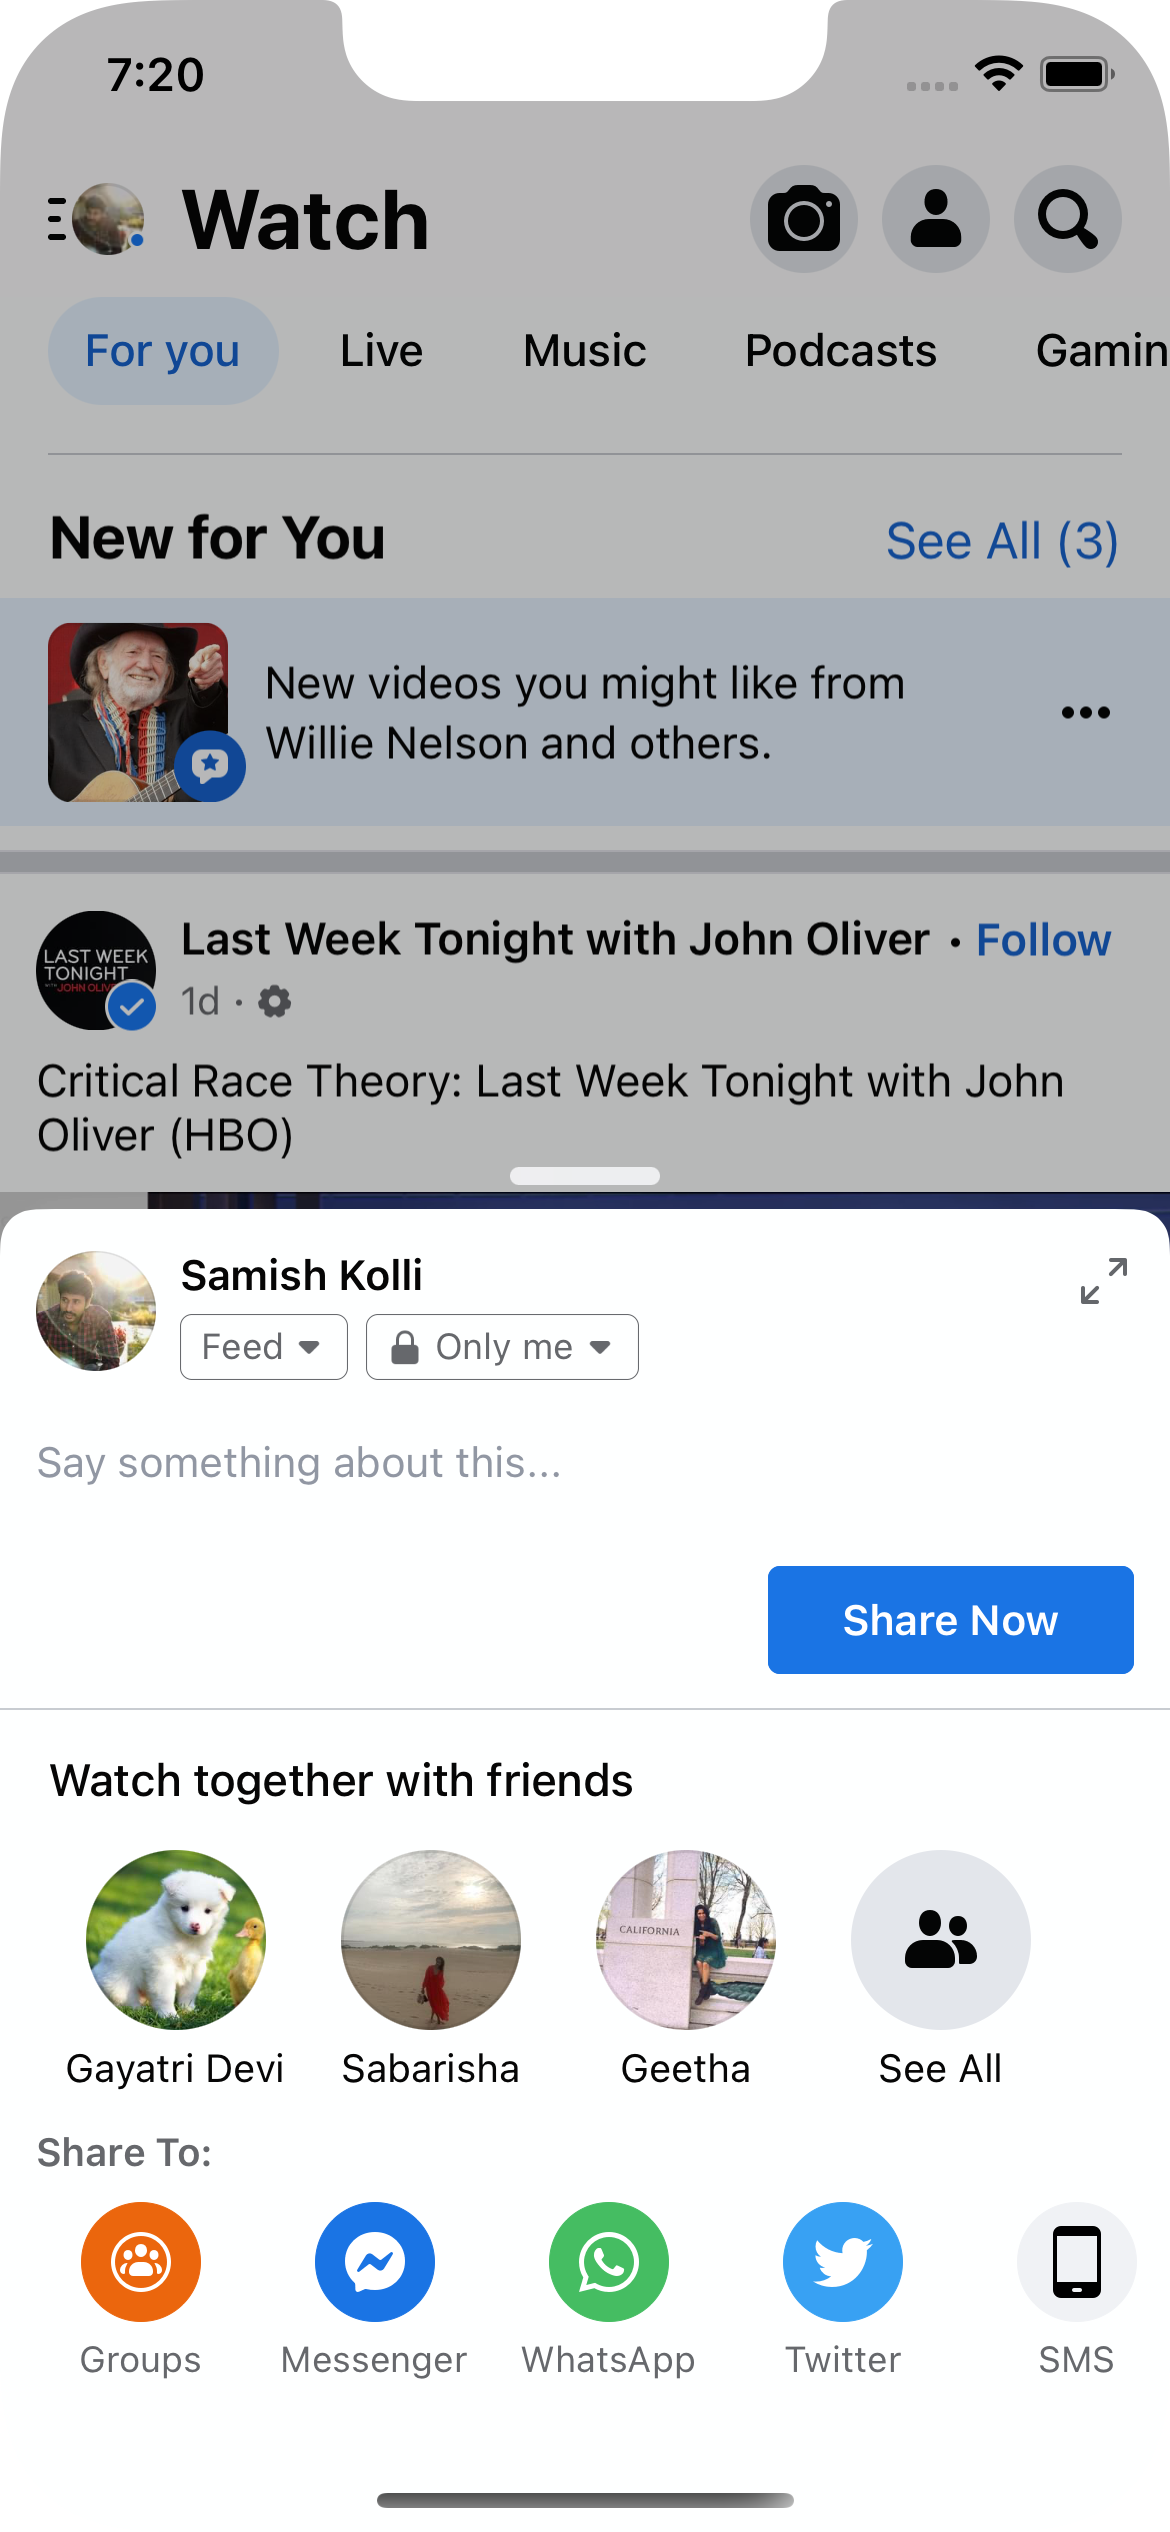 7:20
Watch
For you
Live
Music
Podcasts
Gamin
New for You
See All (3)
New videos you might like from
Willie Nelson and others.
LAST WEEK
TONIGHT
WITH JOHN OLIV
Last Week Tonight with John Oliver • Follow
1d ·
Critical Race Theory: Last Week Tonight with John
Oliver (HBO)
Samish Kolli
Feed
Only me
Say something about this...
Share Now
Watch together with friends
CALIFORNIA
Gayatri Devi
Sabarisha
Geetha
See All
Share To:
Groups
Messenger
WhatsApp
Twitter
SMS